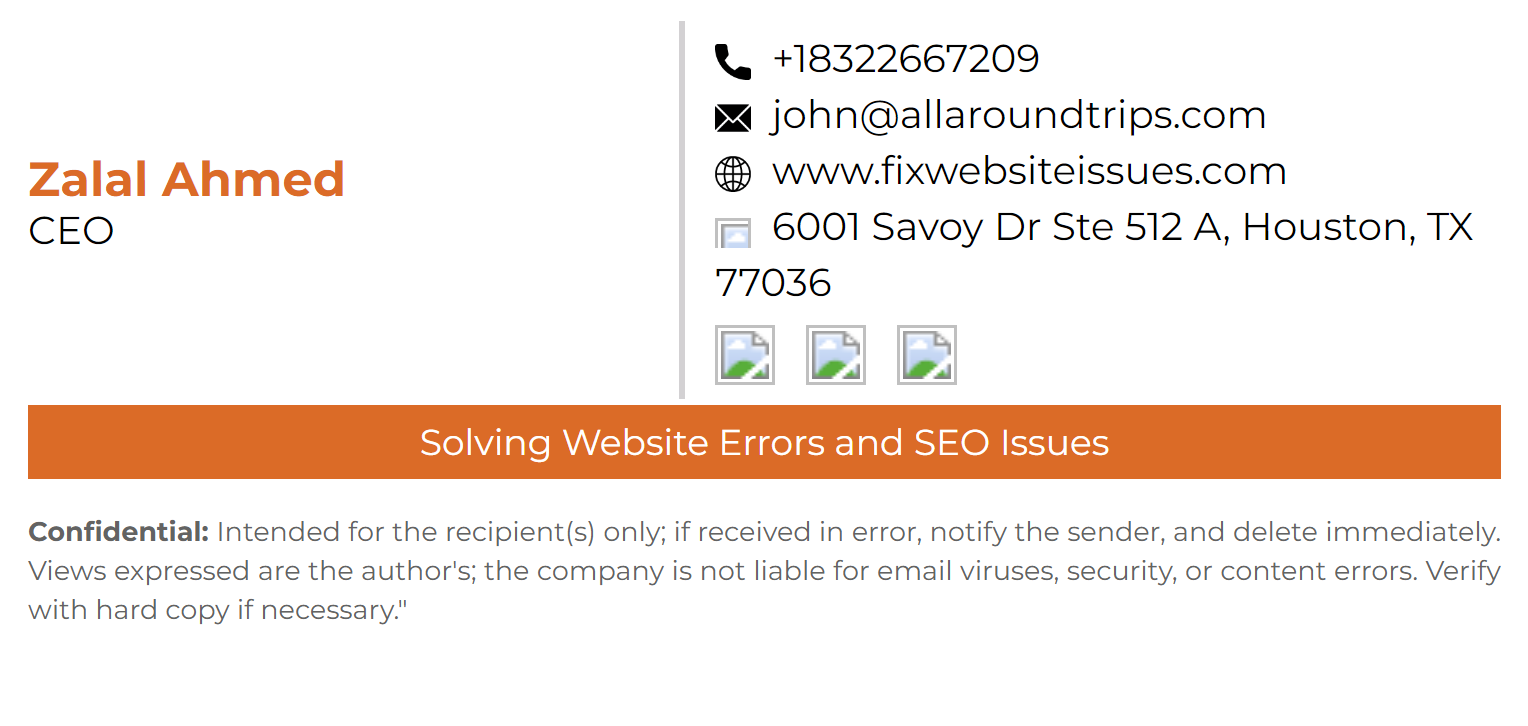 Zalal Ahmed
CEO
+18322667209
john@allaroundtrips.com
www.fixwebsiteissues.com
6001 Savoy Dr Ste 512 A, Houston, TX
77036
Solving Website Errors and SEO Issues
Confidential: Intended for the recipient(s) only; if received in error, notify the sender, and delete immediately.
Views expressed are the author's; the company is not liable for email viruses, security, or content errors. Verify
with hard copy if necessary."